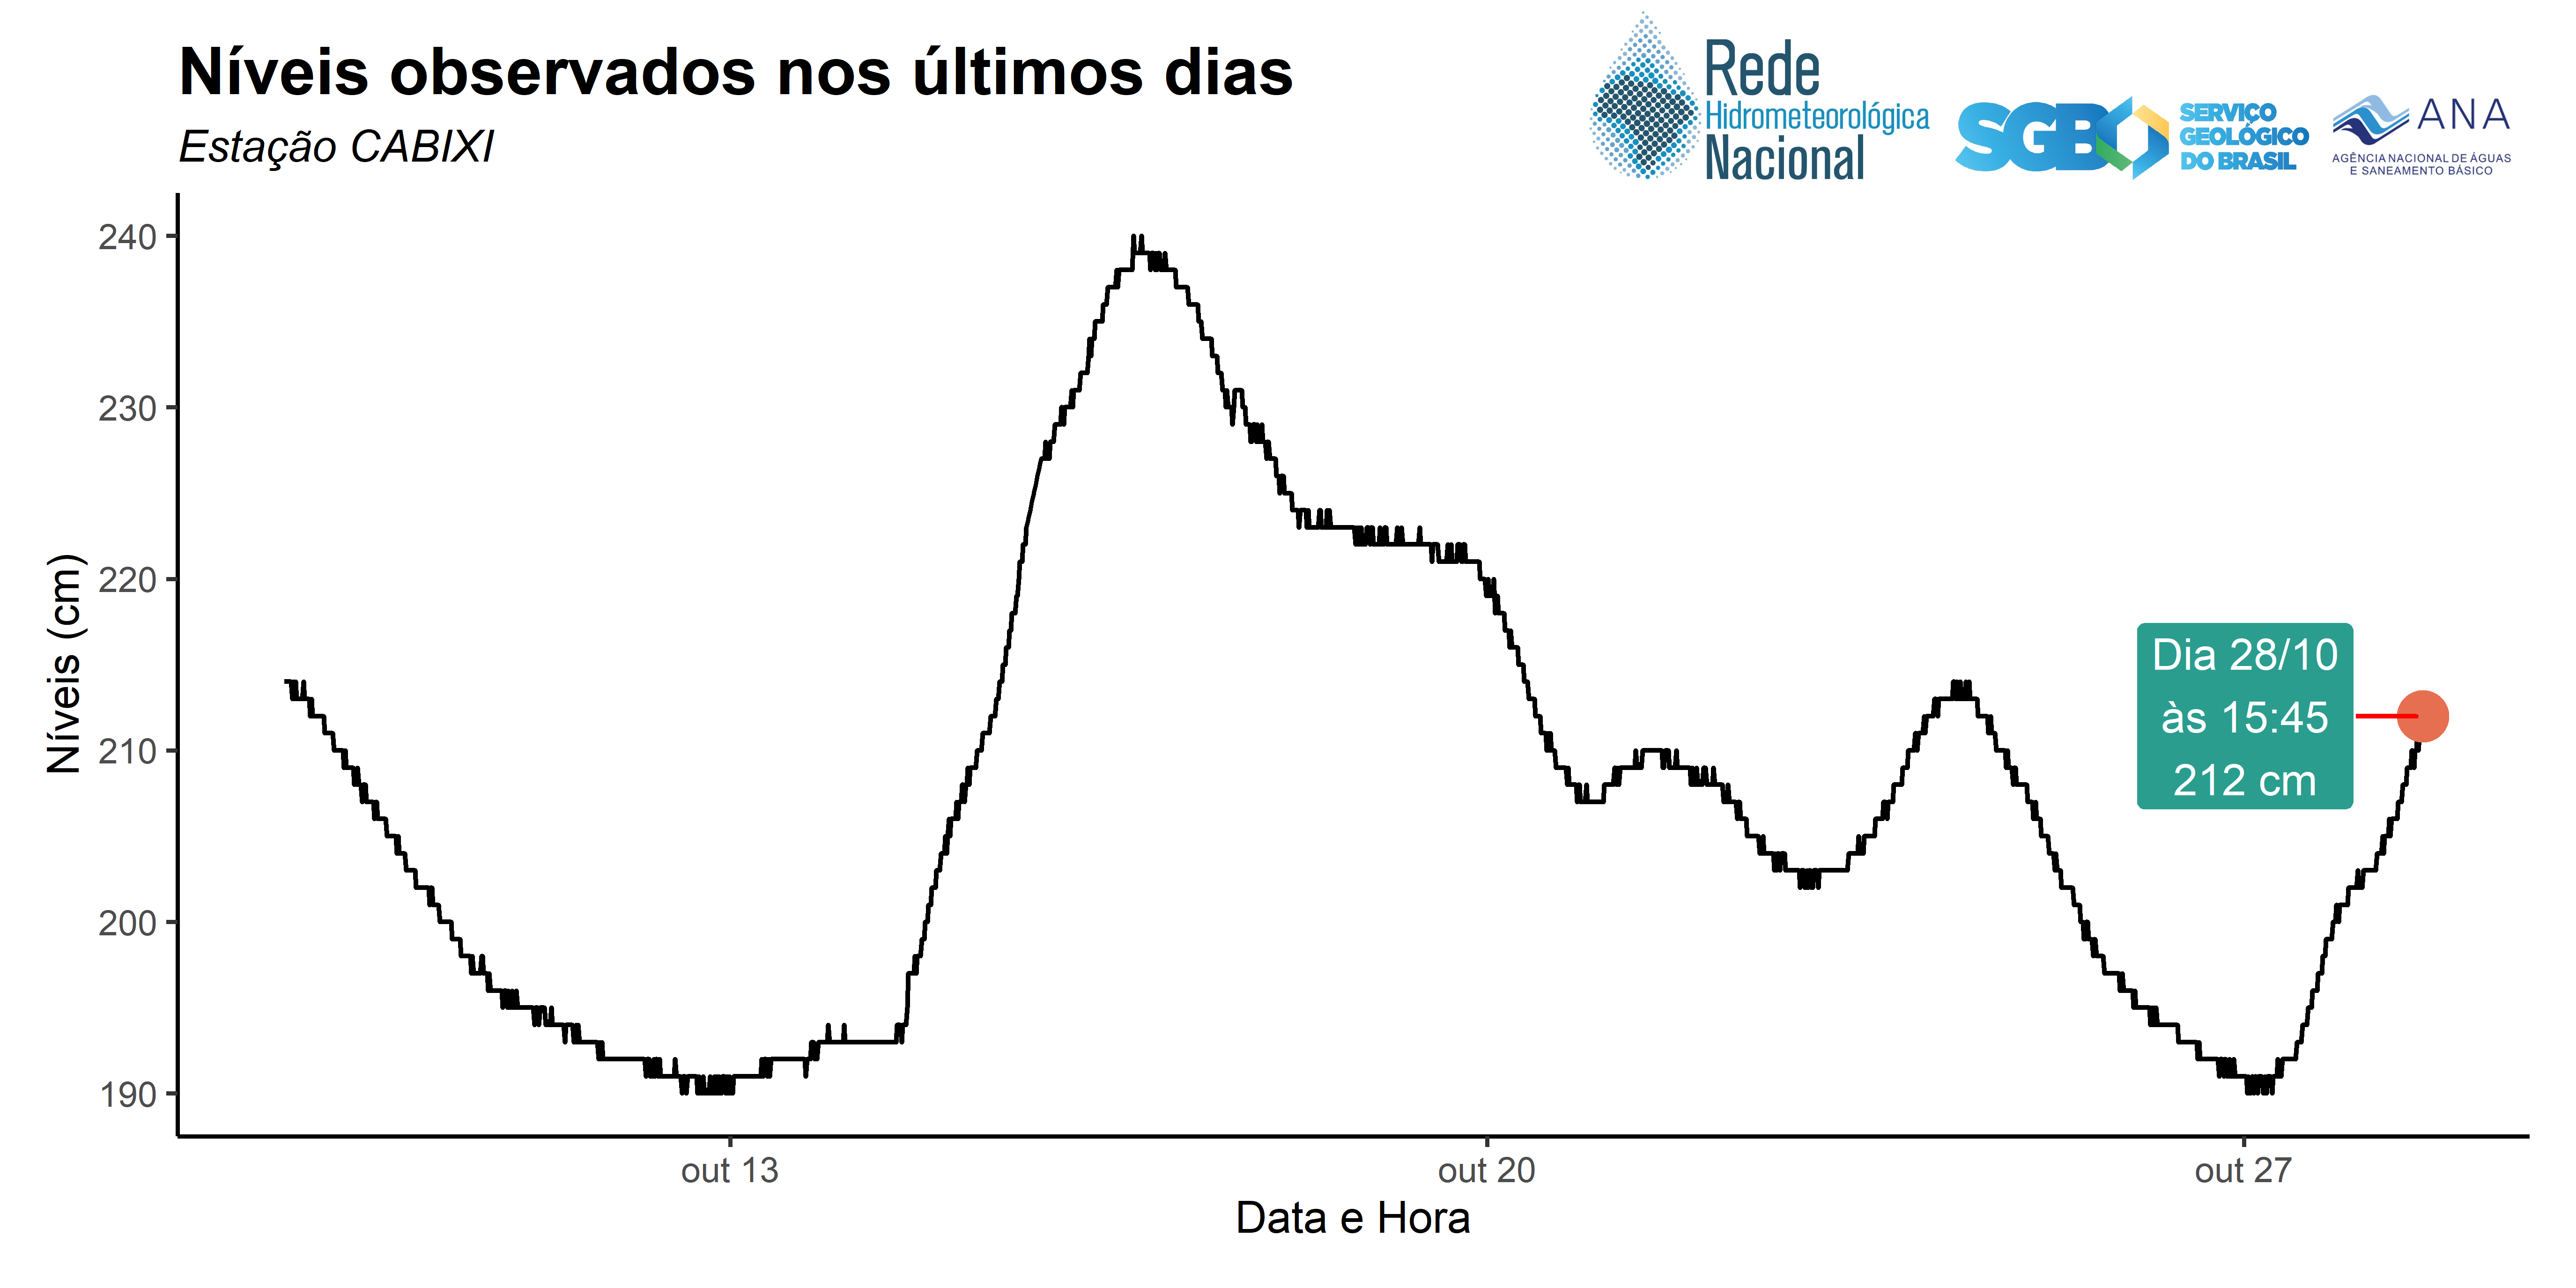 Níveis observados nos últimos dias
Estação CABIXI
Rede
Hidrometeorológica
Nacional
SGB
SERVIÇO
GEOLÓGICO
DO BRASIL
ANA
AGÊNCIA NACIONAL DE ÁGUAS
E SANEAMENTO BÁSICO
Níveis (cm)
240
230
220
210
200
190
Dia 28/10
às 15:45
212 cm
out 13
out 20
out 27
Data e Hora